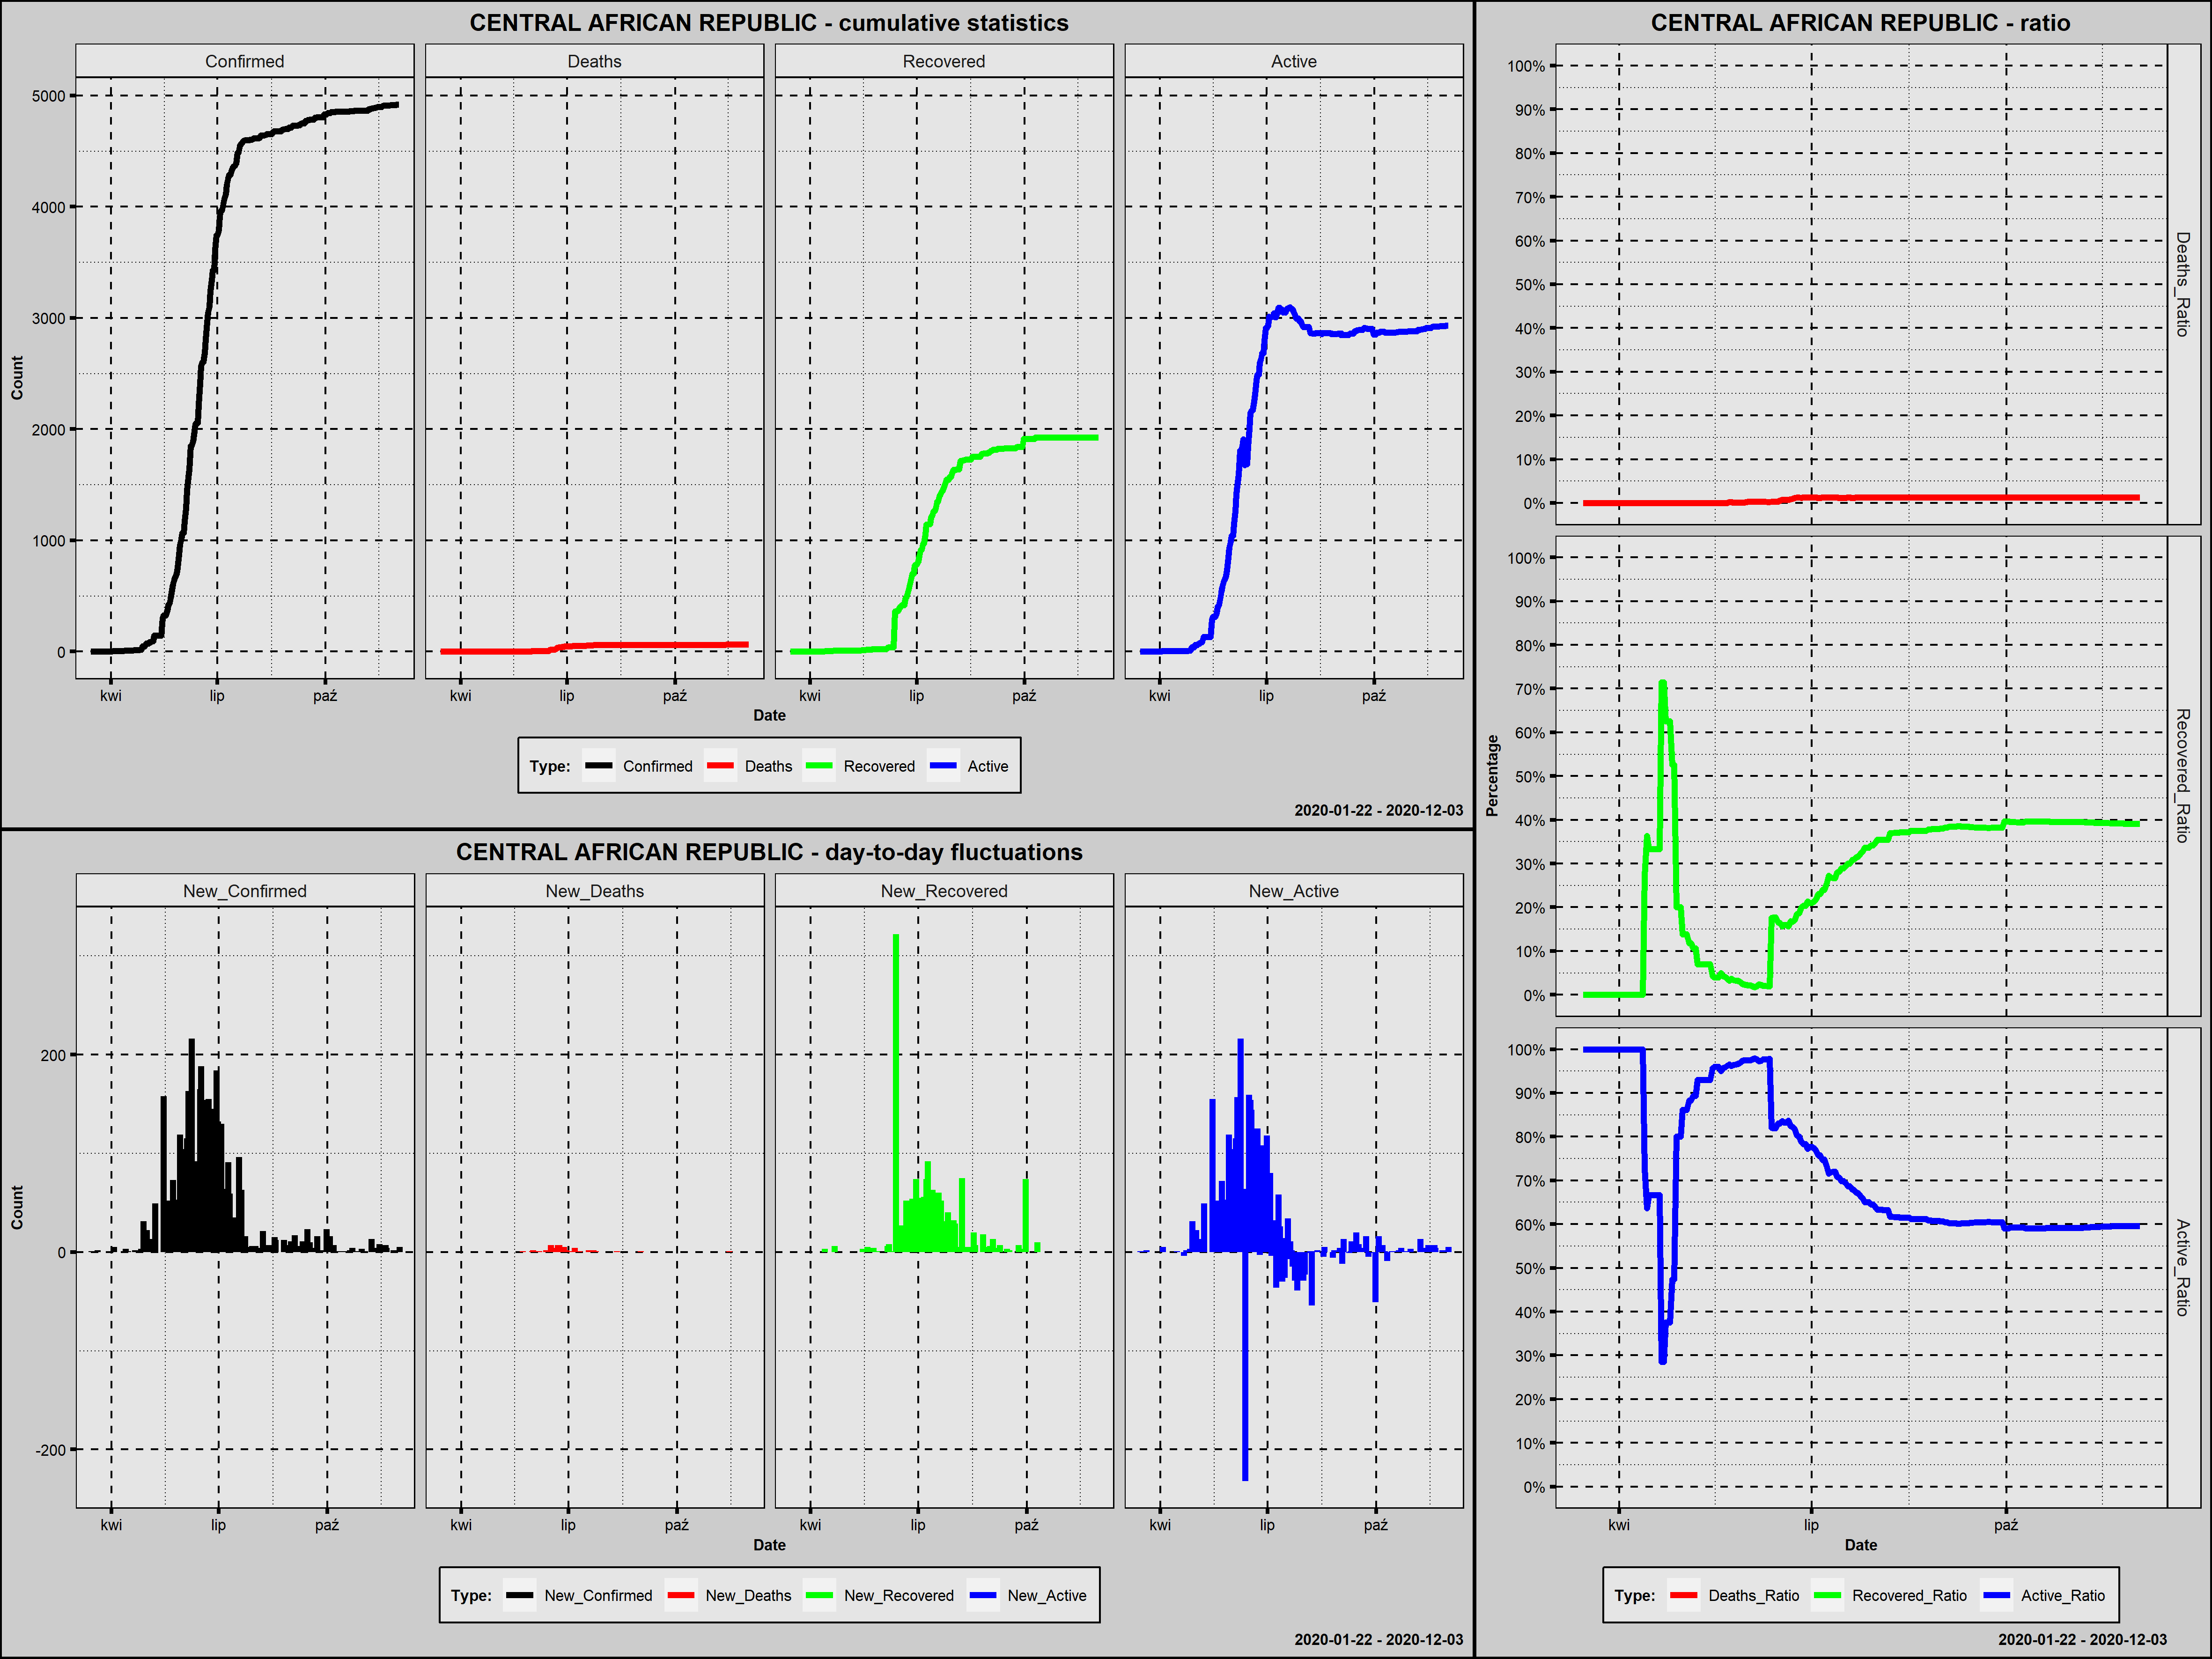 CENTRAL AFRICAN REPUBLIC - cumulative statistics
Confirmed Deaths Recovered Active
Count
5000
4000
3000
2000
1000
0
kwi lip paź kwi lip paź kwi lip paź kwi lip paź
Date
Type: Confirmed Deaths Recovered Active
2020-01-22 - 2020-12-03
CENTRAL AFRICAN REPUBLIC - day-to-day fluctuations
New_Confirmed New_Deaths New_Recovered New_Active
Count
200
0
-200
kwi lip paź kwi lip paź kwi lip paź kwi lip paź
Date
Type: New_Confirmed New_Deaths New_Recovered New_Active
2020-01-22 - 2020-12-03
CENTRAL AFRICAN REPUBLIC - ratio
Percentage
100%
90%
80%
70%
60%
50%
40%
30%
20%
10%
0%
Deaths_Ratio
100%
90%
80%
70%
60%
50%
40%
30%
20%
10%
0%
Recovered_Ratio
100%
90%
80%
70%
60%
50%
40%
30%
20%
10%
0%
Active_Ratio
kwi lip paź
Date
Type: Deaths_Ratio Recovered_Ratio Active_Ratio
2020-01-22 - 2020-12-03